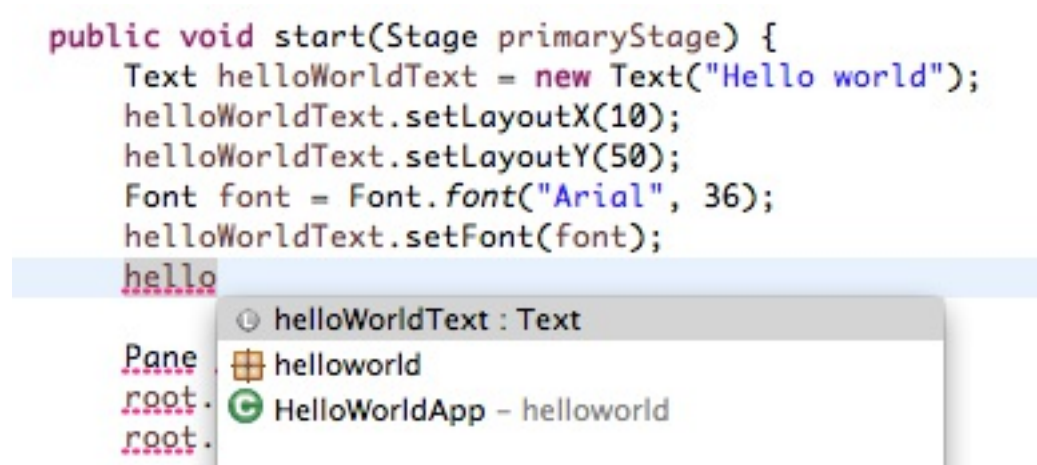 public void start(Stage primaryStage) {
Text helloWorldText = new Text("Hello world");
helloWorldText.setLayoutX(10);
helloWorldText.setLayoutY(50);
Font font = Font.font("Arial", 36);
helloWorldText.setFont(font);
hello
L helloWorldText : Text
Pane
helloworld
root.
C HelloWorldApp – helloworld
root.